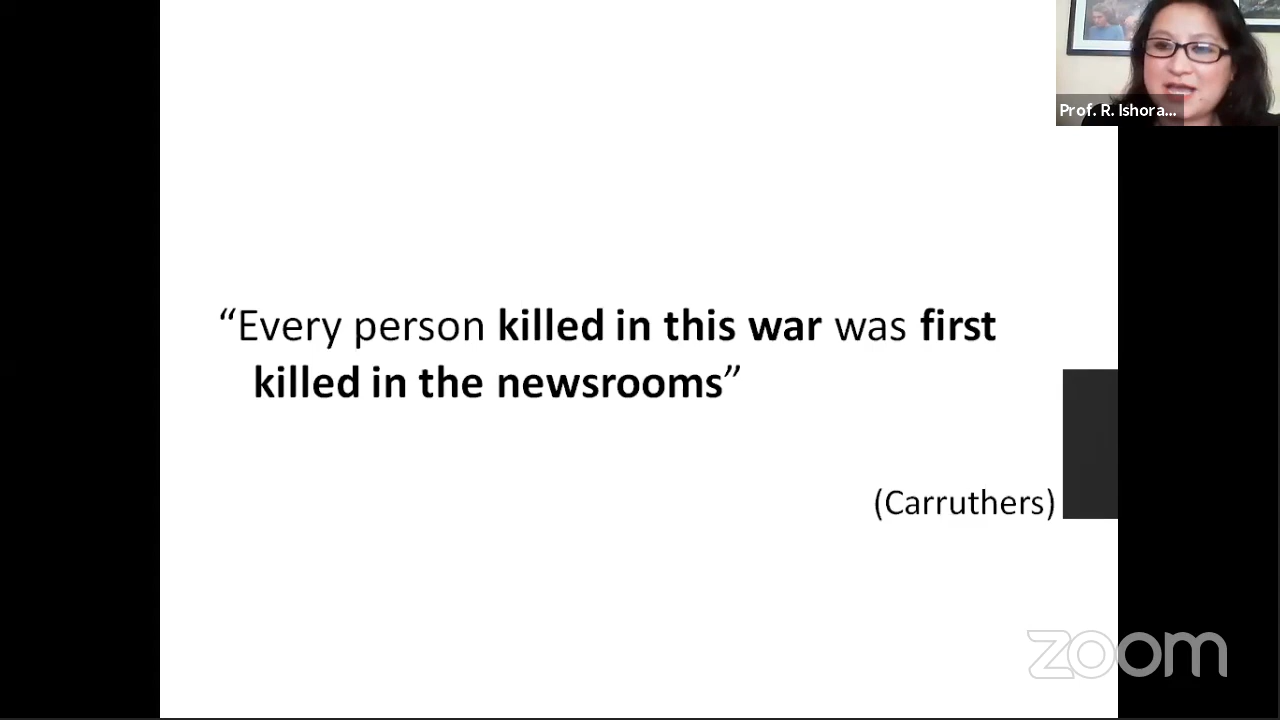 Prof. R. Ishora...
“Every person killed in this war was first
killed in the newsrooms”
(Carruthers)
zoom